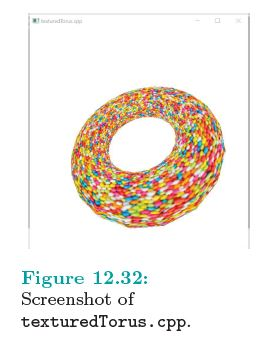 texturedTorus.cpp
Figure 12.32:
Screenshot of
texturedTorus.cpp.